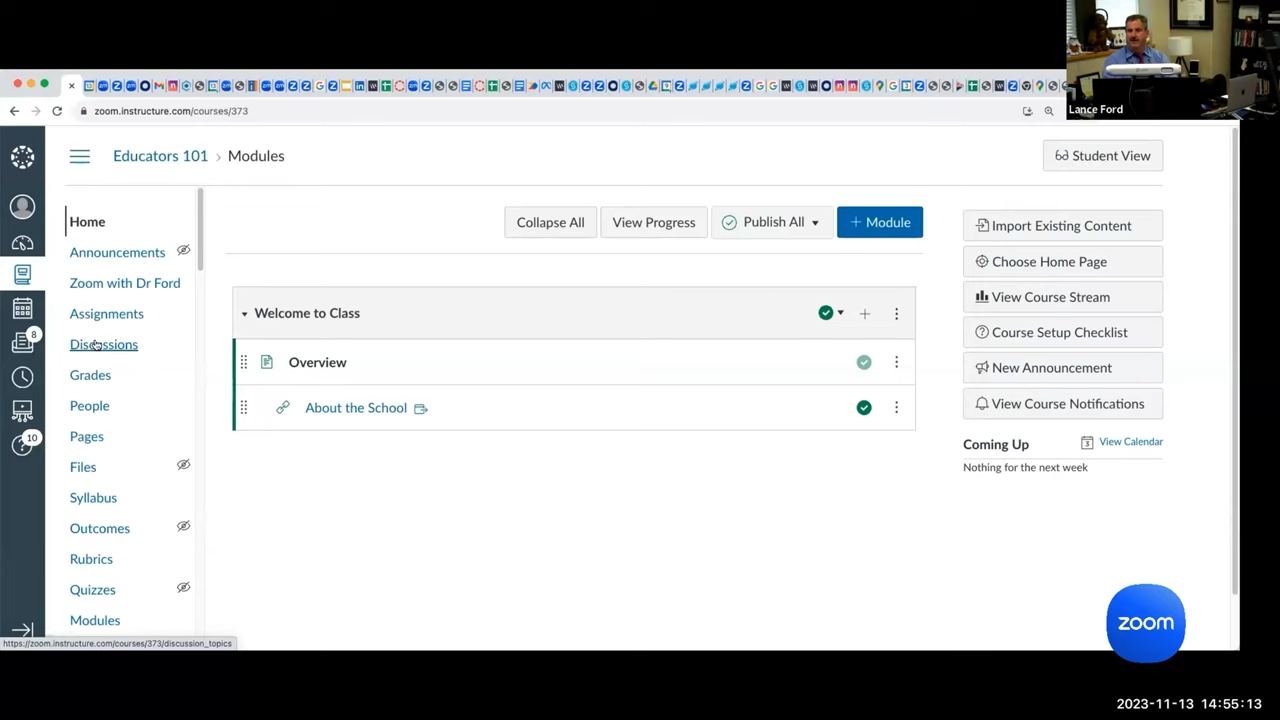 Lance Ford
zoom.instructure.com/courses/373
Educators 101 › Modules
Student View
Home
Announcements
Zoom with Dr Ford
Assignments
Discussions
Grades
People
Pages
Files
Syllabus
Outcomes
Rubrics
Quizzes
Modules
8
10
Collapse All
View Progress
Publish All
+ Module
Welcome to Class
Overview
About the School
Import Existing Content
Choose Home Page
View Course Stream
Course Setup Checklist
New Announcement
View Course Notifications
Coming Up
3 View Calendar
Nothing for the next week
https://zoom.instructure.com/courses/373/discussion_topics
zoom
2023-11-13 14:55:13